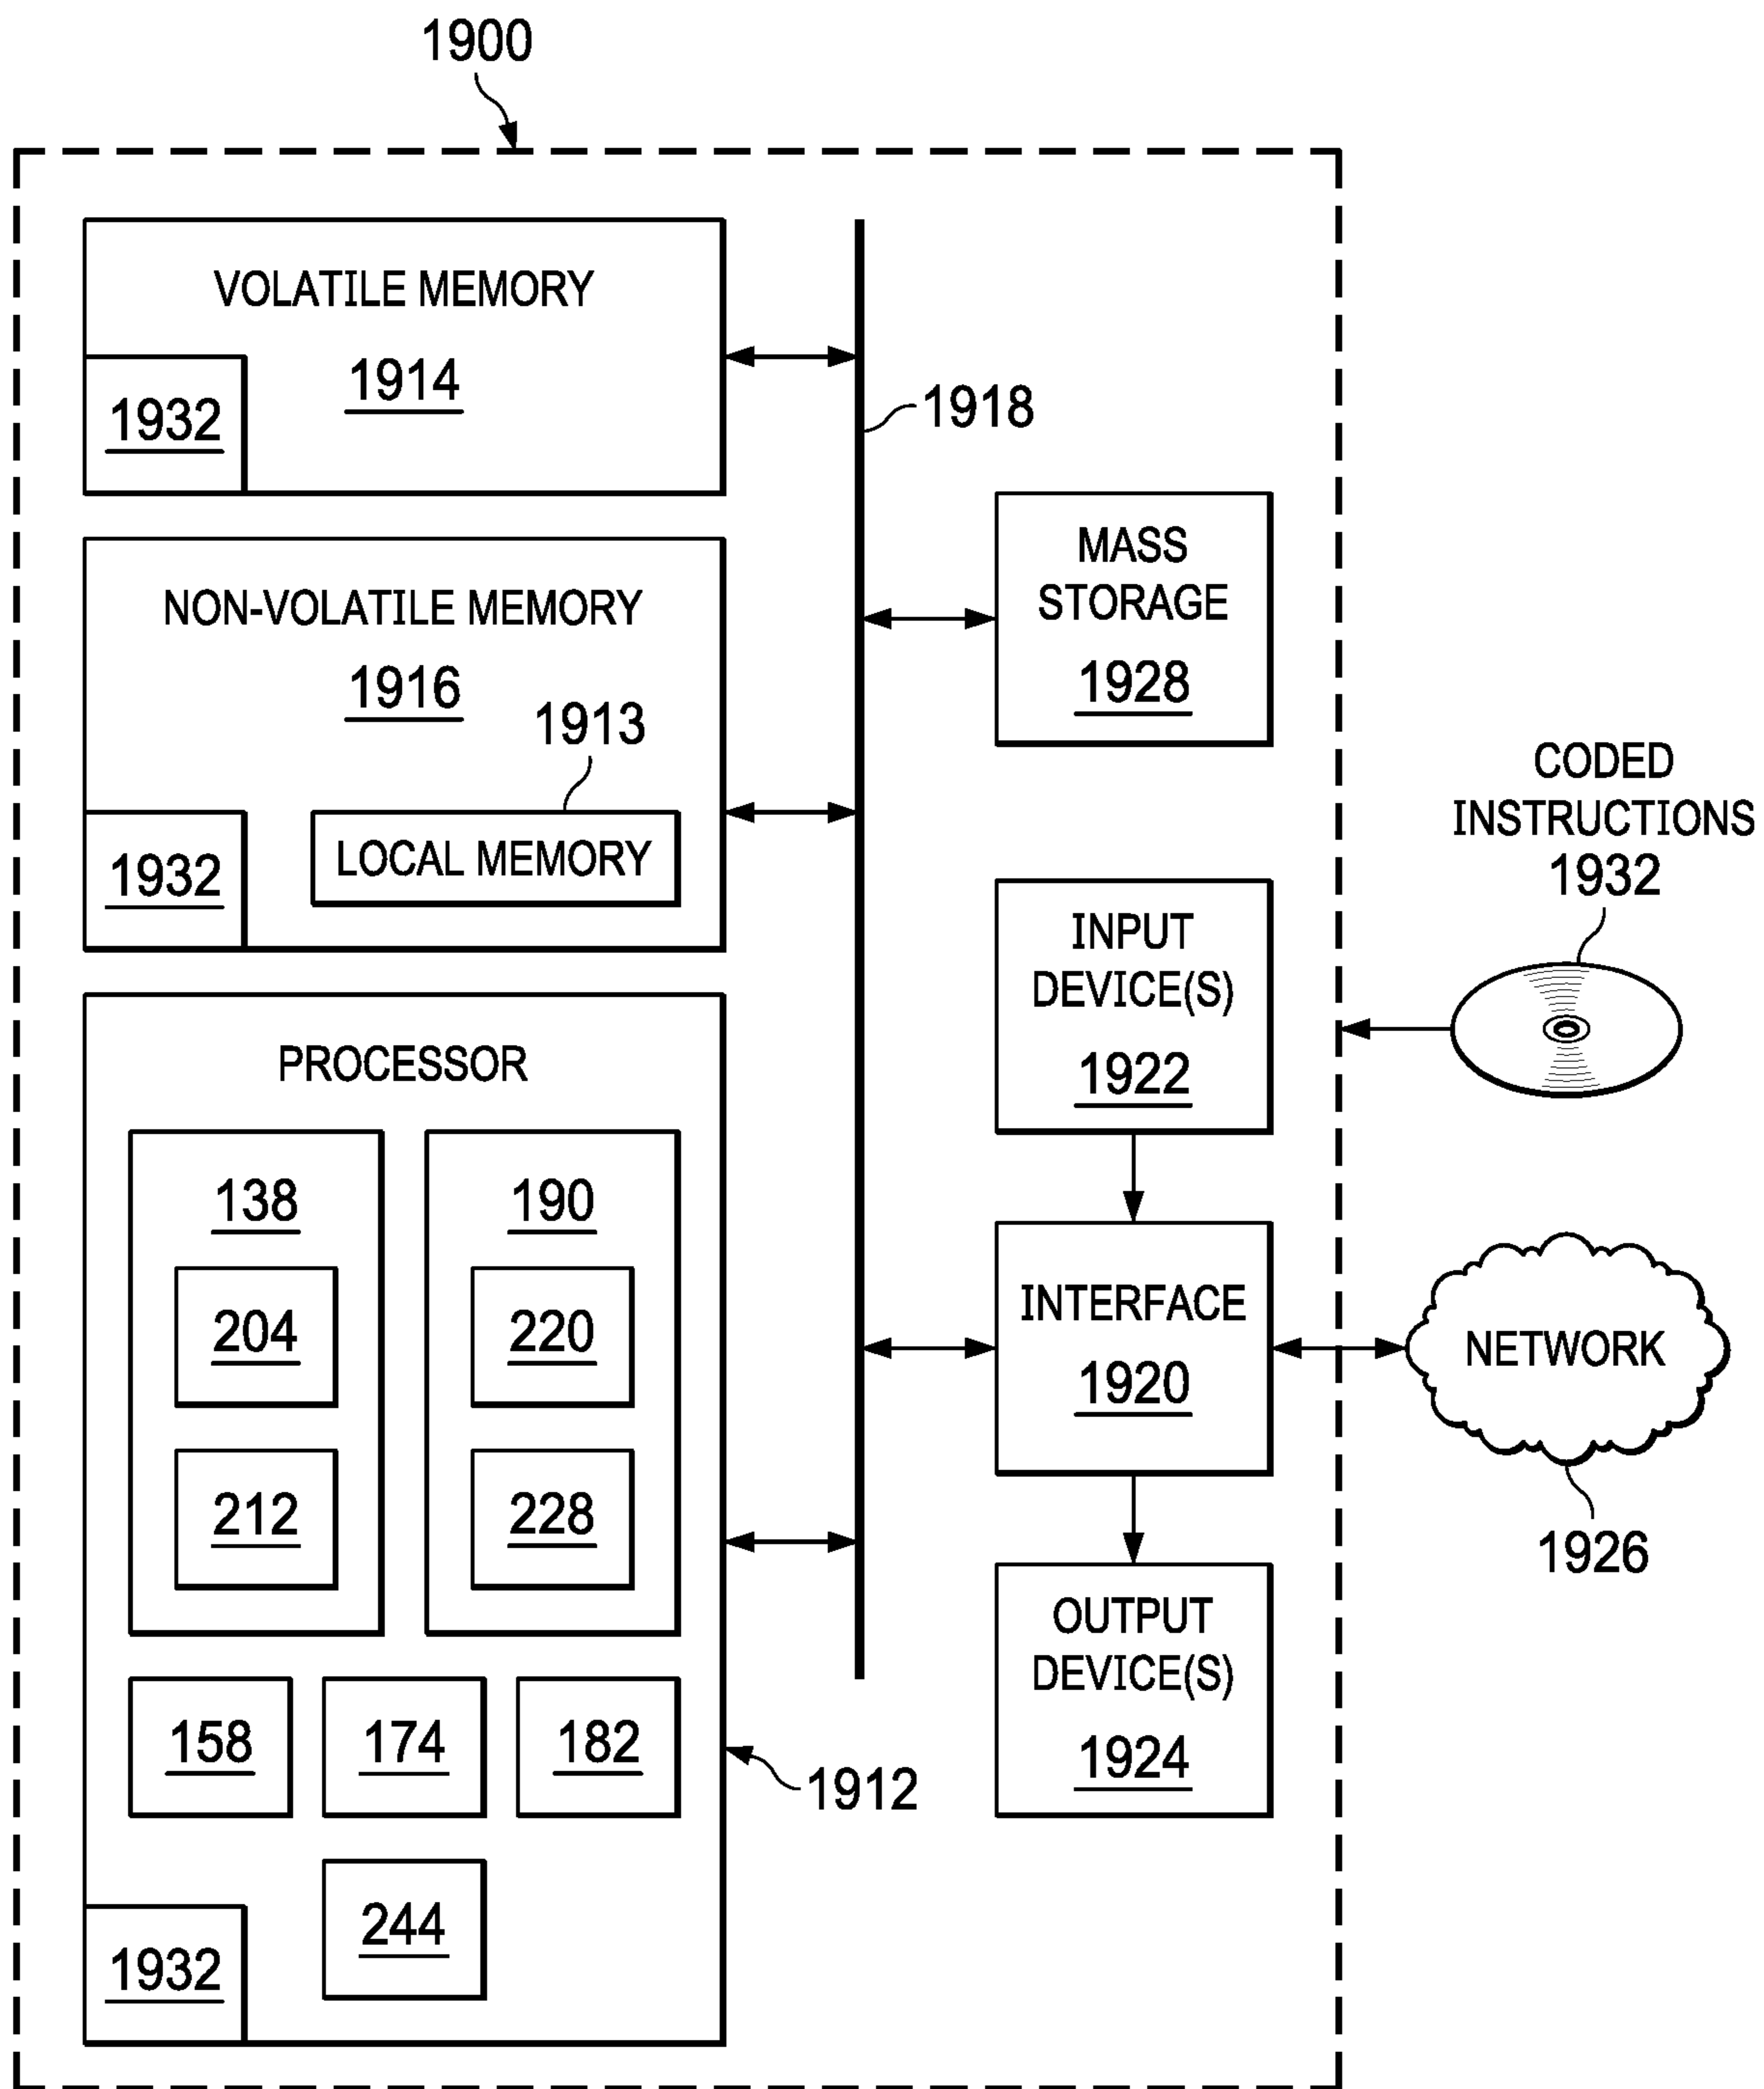 1900
VOLATILE MEMORY
1914
1932
1918
NON-VOLATILE MEMORY
1916
1913
LOCAL MEMORY
1932
MASS
STORAGE
1928
CODED
INSTRUCTIONS
1932
INPUT
DEVICE(S)
1922
PROCESSOR
138
204
212
190
220
228
158
174
182
244
1932
1912
INTERFACE
1920
NETWORK
1926
OUTPUT
DEVICE(S)
1924